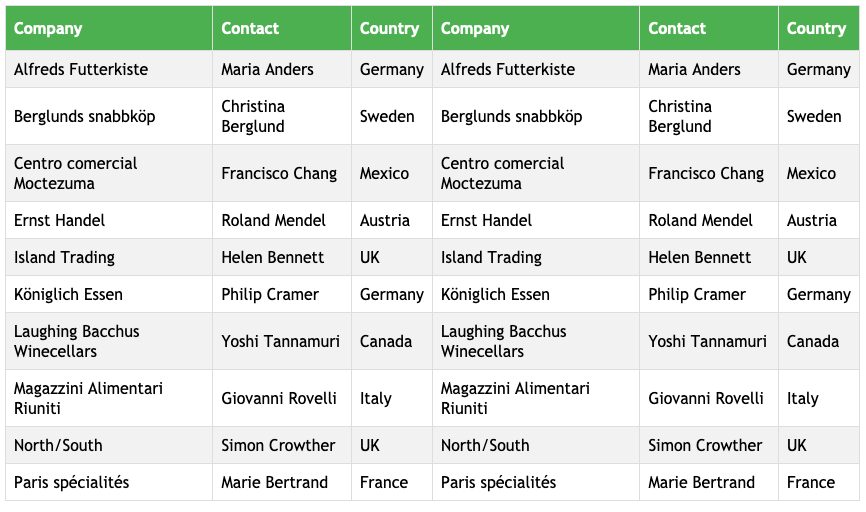 Company Contact Country Company Contact Country
Alfreds Futterkiste Maria Anders Germany Alfreds Futterkiste Maria Anders Germany
Berglunds snabbköp Christina Berglund Sweden Berglunds snabbköp Christina Berglund Sweden
Centro comercial Moctezuma Francisco Chang Mexico Centro comercial Moctezuma Francisco Chang Mexico
Ernst Handel Roland Mendel Austria Ernst Handel Roland Mendel Austria
Island Trading Helen Bennett UK Island Trading Helen Bennett UK
Königlich Essen Philip Cramer Germany Königlich Essen Philip Cramer Germany
Laughing Bacchus Winecellars Yoshi Tannamuri Canada Laughing Bacchus Winecellars Yoshi Tannamuri Canada
Magazzini Alimentari Riuniti Giovanni Rovelli Italy Magazzini Alimentari Riuniti Giovanni Rovelli Italy
North/South Simon Crowther UK North/South Simon Crowther UK
Paris spécialités Marie Bertrand France Paris spécialités Marie Bertrand France